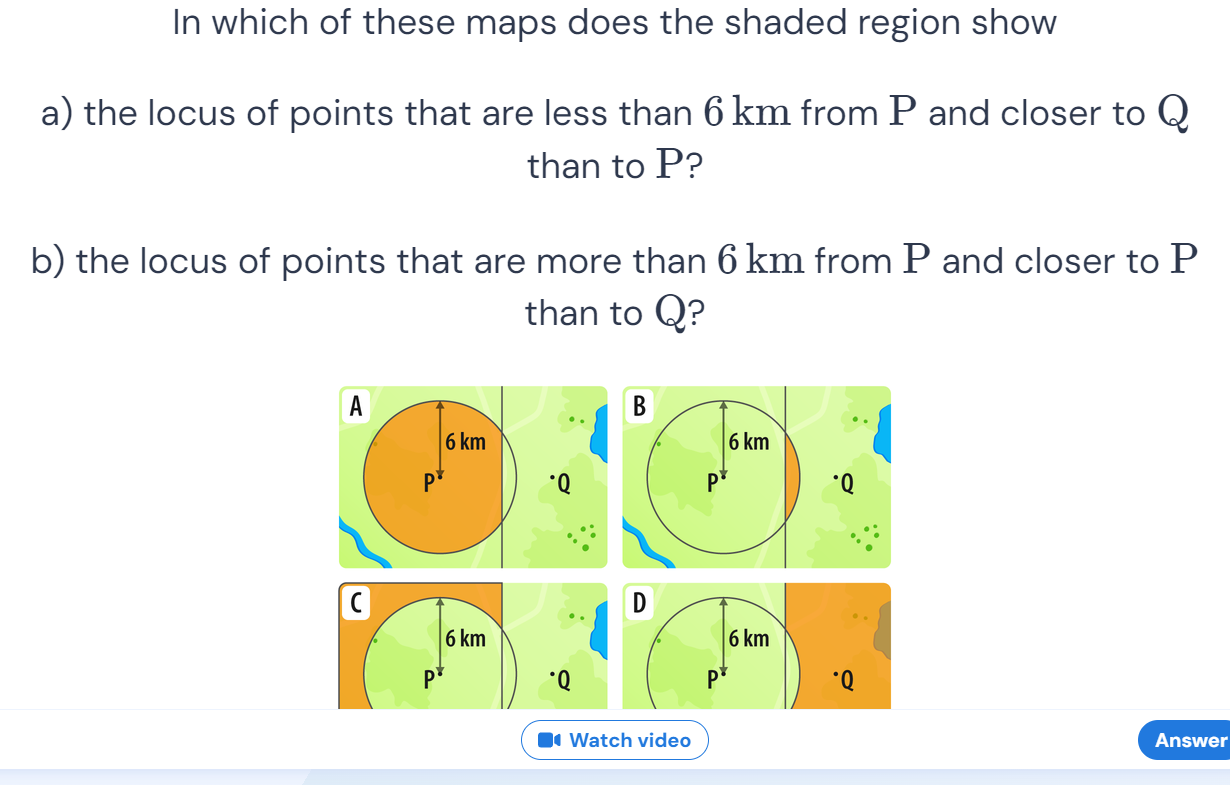 In which of these maps does the shaded region show
a) the locus of points that are less than 6 km from P and closer to Q
than to P?
b) the locus of points that are more than 6 km from P and closer to P
than to Q?
A
6 km
P
Q
B
6 km
P
Q
C
6 km
P
Q
D
6 km
P
Q
Watch video
Answer